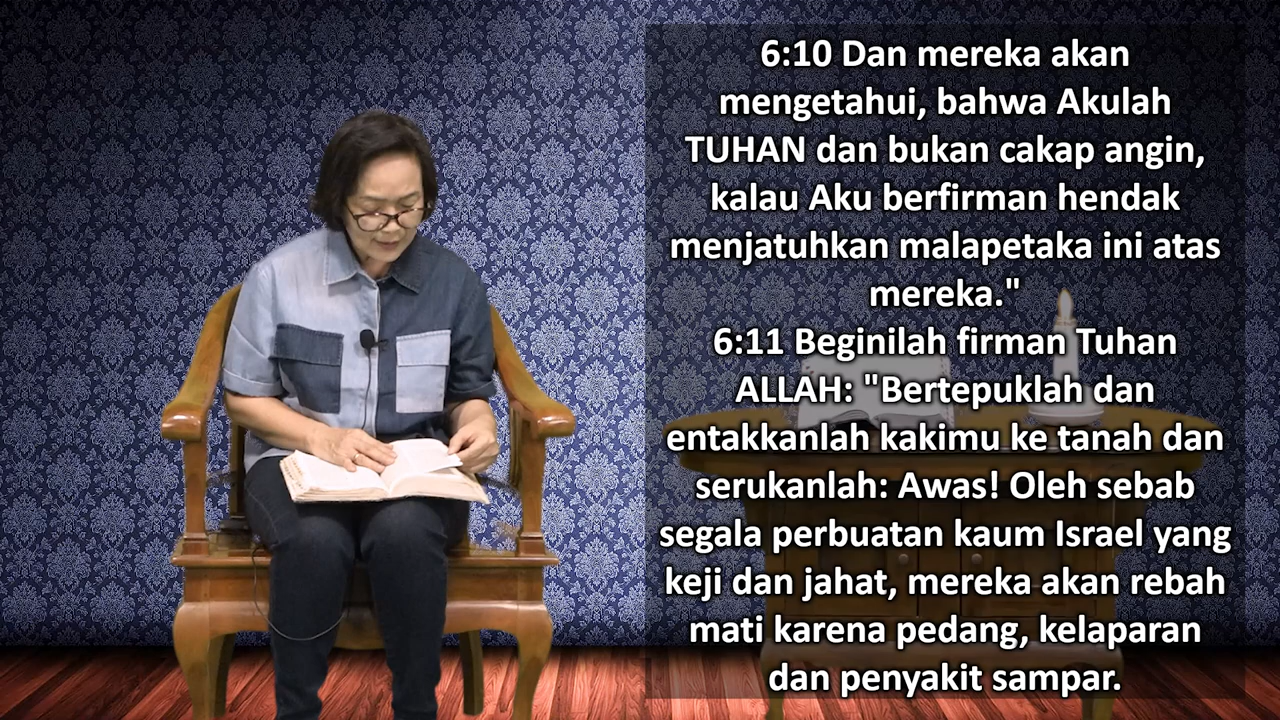 6:10 Dan mereka akan
mengetahui, bahwa Akulah
TUHAN dan bukan cakap angin,
kalau Aku berfirman hendak
menjatuhkan malapetaka ini atas
mereka."
6:11 Beginilah firman Tuhan
ALLAH: "Bertepuklah dan
entakkanlah kakimu ke tanah dan
serukanlah: Awas! Oleh sebab
segala perbuatan kaum Israel yang
keji dan jahat, mereka akan rebah
mati karena pedang, kelaparan
dan penyakit sampar.